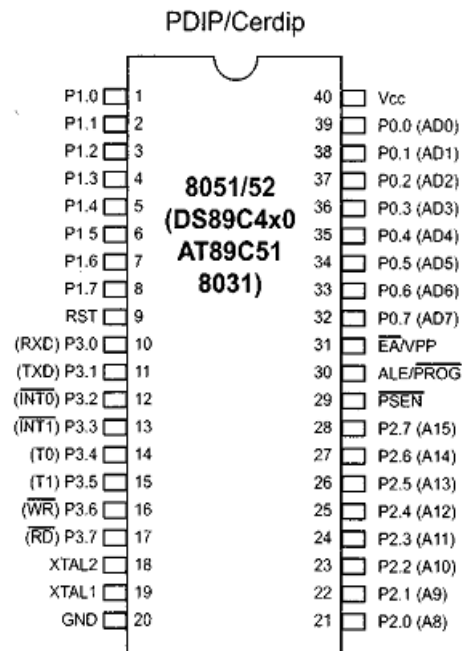 PDIP/Cerdip
8051/52
(DS89C4x0
AT89C51
8031)
P1.0 1
P1.1 2
P1.2 3
P1.3 4
P1.4 5
P1 5 6
P1.6 7
P1.7 8
RST 9
(RXD) P3.0 10
(TXD) P3.1 11
(INT0) P3.2 12
(INT1) P3.3 13
(T0) P3.4 14
(T1) P3.5 15
(WR) P3.6 16
(RD) P3.7 17
XTAL2 18
XTAL1 19
GND 20
40 Vcc
39 P0.0 (AD0)
38 P0.1 (AD1)
37 P0.2 (AD2)
36 P0.3 (AD3)
35 P0.4 (AD4)
34 P0.5 (AD5)
33 P0.6 (AD6)
32 P0.7 (AD7)
31 EA/VPP
30 ALE/PROG
29 PSEN
28 P2.7 (A15)
27 P2.6 (A14)
26 P2.5 (A13)
25 P2.4 (A12)
24 P2.3 (A11)
23 P2.2 (A10)
22 P2.1 (A9)
21 P2.0 (A8)